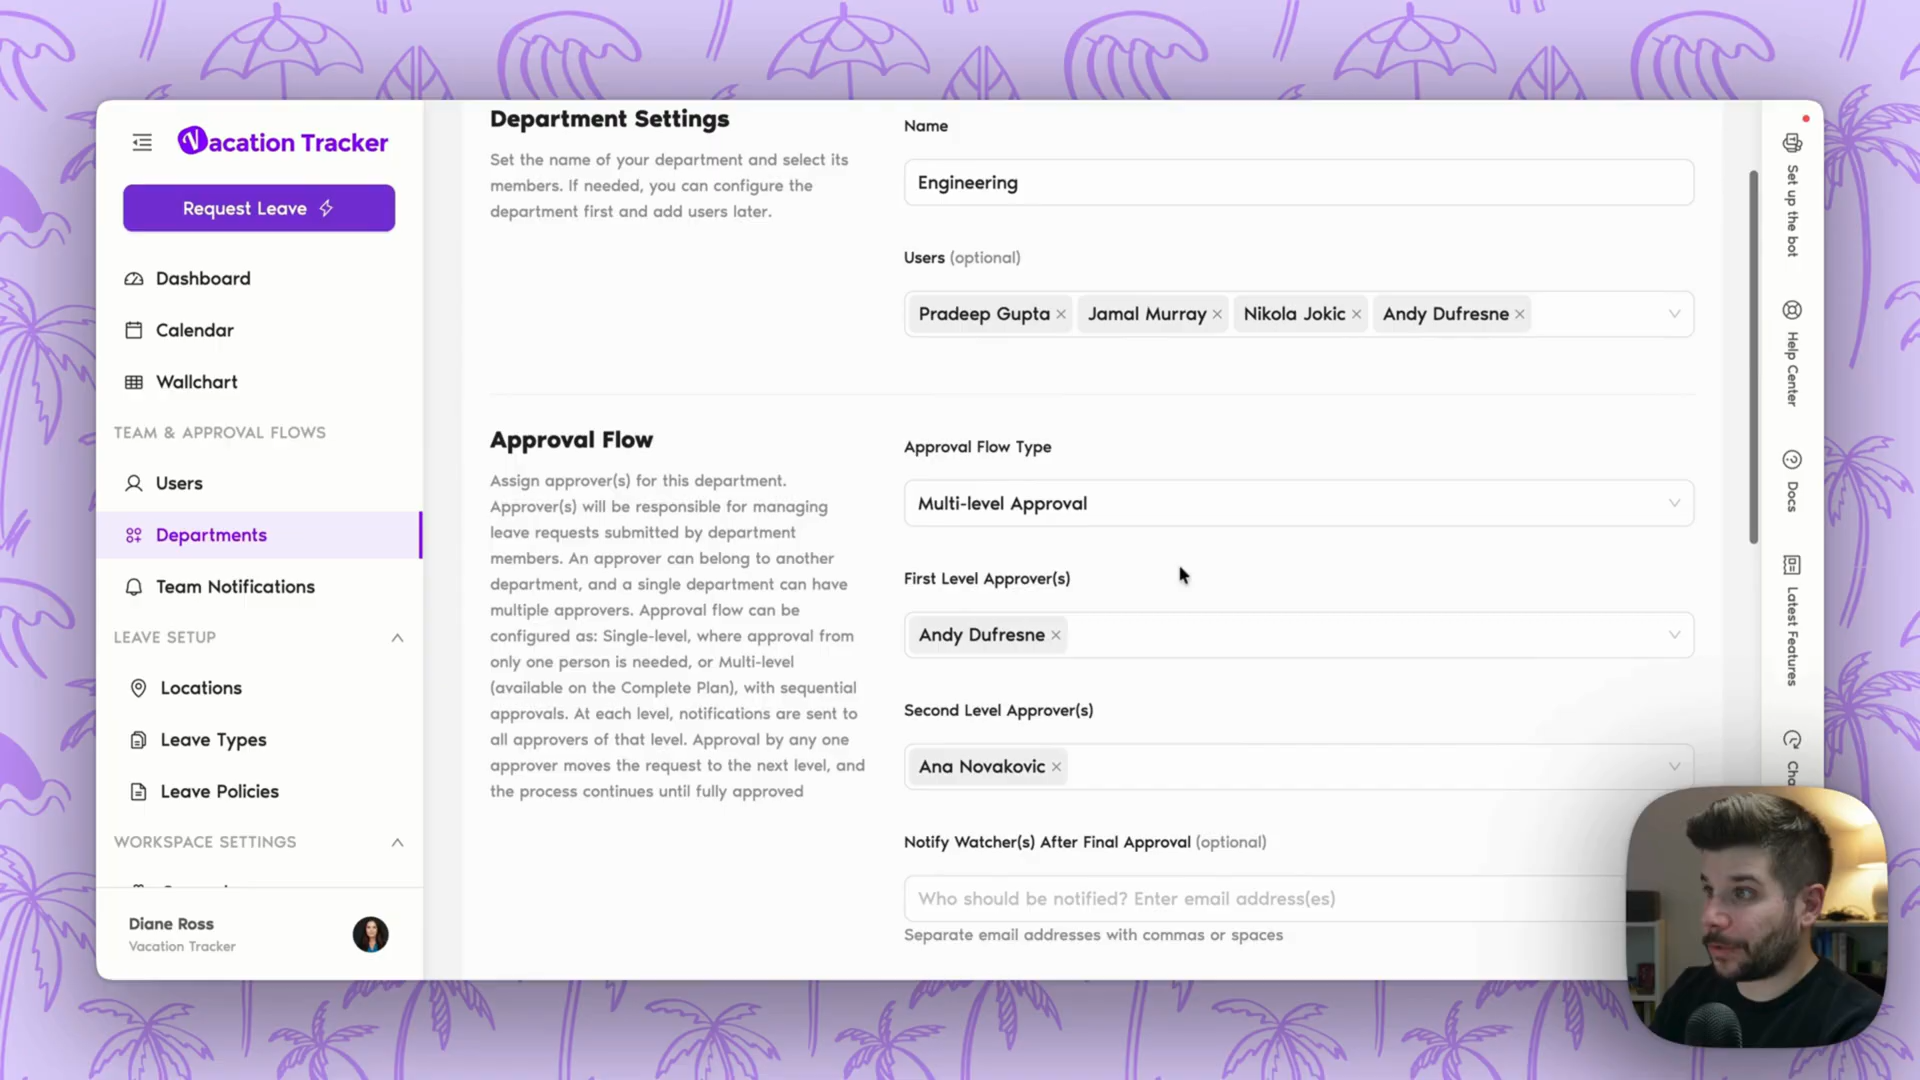 Vacation Tracker
Request Leave
Dashboard
Calendar
Wallchart
TEAM & APPROVAL FLOWS
Users
Departments
Team Notifications
LEAVE SETUP
Locations
Leave Types
Leave Policies
WORKSPACE SETTINGS
Diane Ross
Vacation Tracker
Department Settings
Set the name of your department and select its
members. If needed, you can configure the
department first and add users later.
Name
Engineering
Users (optional)
Pradeep Gupta
Jamal Murray
Nikola Jokic
Andy Dufresne
Approval Flow
Assign approver(s) for this department.
Approver(s) will be responsible for managing
leave requests submitted by department
members. An approver can belong to another
department, and a single department can have
multiple approvers. Approval flow can be
configured as: Single-level, where approval from
only one person is needed, or Multi-level
(available on the Complete Plan), with sequential
approvals. At each level, notifications are sent to
all approvers of that level. Approval by any one
approver moves the request to the next level, and
the process continues until fully approved
Approval Flow Type
Multi-level Approval
First Level Approver(s)
Andy Dufresne
Second Level Approver(s)
Ana Novakovic
Notify Watcher(s) After Final Approval (optional)
Who should be notified? Enter email address(es)
Separate email addresses with commas or spaces
Set up the bot
Help Center
Docs
Latest Features